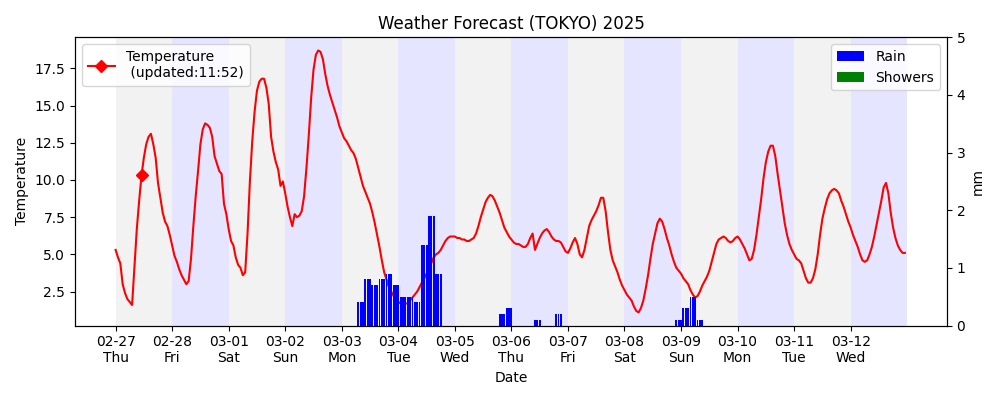 Weather Forecast (TOKYO) 2025
Temperature
(updated:11:52)
Rain
Showers
Temperature
17.5
15.0
12.5
10.0
7.5
5.0
2.5
mm
5
4
3
2
1
0
02-27 02-28 03-01 03-02 03-03 03-04 03-05 03-06 03-07 03-08 03-09 03-10 03-11 03-12
Thu Fri Sat Sun Mon Tue Wed Thu Fri Sat Sun Mon Tue Wed
Date